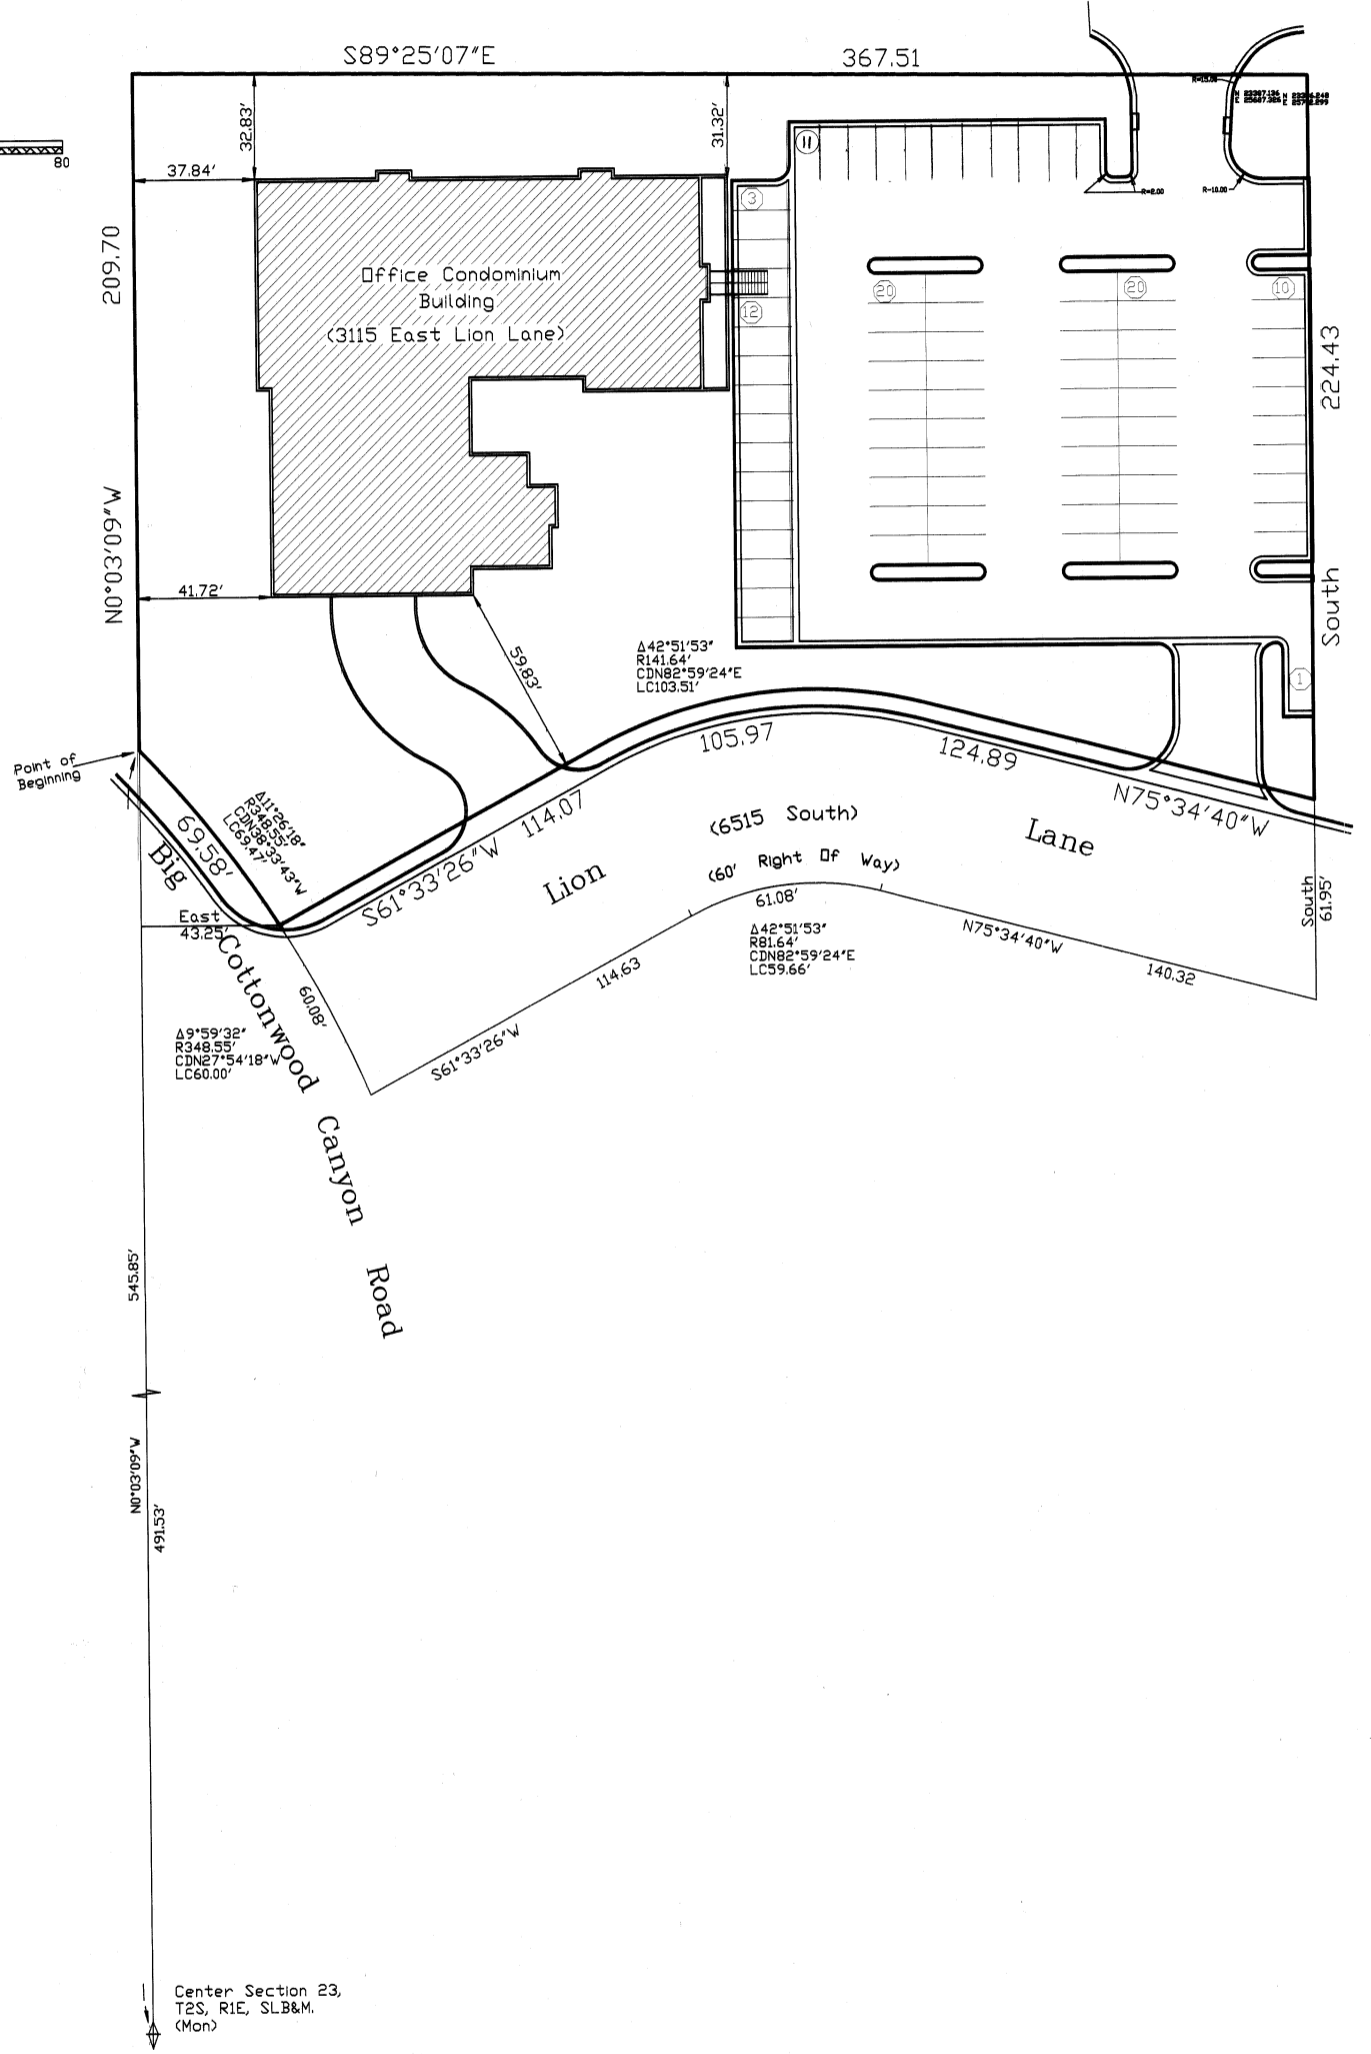 S89°25'07"E
367.51
80
32.83'
31.32'
37.84'
R=15.00
R=2.00
R=10.00
11
3
12
20
20
10
1
209.70
N0°03'09"W
Office Condominium
Building
(3115 East Lion Lane)
224.43
South
41.72'
59.83'
Δ42°51'53"
R141.64'
CDN82°59'24"E
LC103.51'
Point of
Beginning
Δ11°26'18"
R348.55'
CDN38°33'43"W
LC69.47'
69.58'
105.97
124.89
N75°34'40"W
114.07
S61°33'26"W
Lion
(6515 South)
Lane
(60' Right Of Way)
61.08'
Δ42°51'53"
R81.64'
CDN82°59'24"E
LC59.66'
N75°34'40"W
140.32
South
61.95'
East
43.25'
114.63
S61°33'26"W
60.08'
Δ9°59'32"
R348.55'
CDN27°54'18"W
LC60.00'
Big
Cottonwood
Canyon
Road
545.85'
N0°03'09"W
491.53'
Center Section 23,
T2S, R1E, SLB&M.
(Mon)